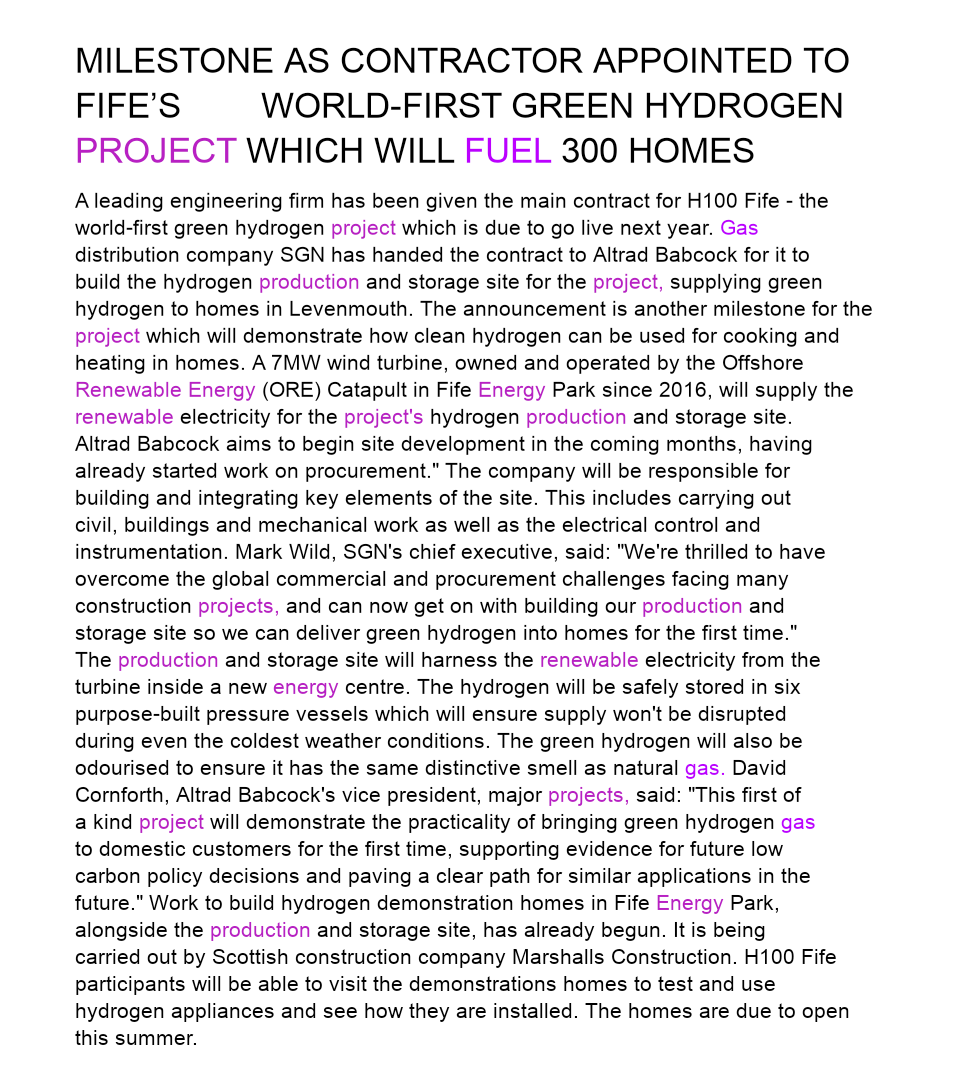 MILESTONE AS CONTRACTOR APPOINTED TO
FIFE’S WORLD-FIRST GREEN HYDROGEN
PROJECT WHICH WILL FUEL 300 HOMES
A leading engineering firm has been given the main contract for H100 Fife - the
world-first green hydrogen project which is due to go live next year. Gas
distribution company SGN has handed the contract to Altrad Babcock for it to
build the hydrogen production and storage site for the project, supplying green
hydrogen to homes in Levenmouth. The announcement is another milestone for the
project which will demonstrate how clean hydrogen can be used for cooking and
heating in homes. A 7MW wind turbine, owned and operated by the Offshore
Renewable Energy (ORE) Catapult in Fife Energy Park since 2016, will supply the
renewable electricity for the project's hydrogen production and storage site.
Altrad Babcock aims to begin site development in the coming months, having
already started work on procurement." The company will be responsible for
building and integrating key elements of the site. This includes carrying out
civil, buildings and mechanical work as well as the electrical control and
instrumentation. Mark Wild, SGN's chief executive, said: "We're thrilled to have
overcome the global commercial and procurement challenges facing many
construction projects, and can now get on with building our production and
storage site so we can deliver green hydrogen into homes for the first time."
The production and storage site will harness the renewable electricity from the
turbine inside a new energy centre. The hydrogen will be safely stored in six
purpose-built pressure vessels which will ensure supply won't be disrupted
during even the coldest weather conditions. The green hydrogen will also be
odourised to ensure it has the same distinctive smell as natural gas. David
Cornforth, Altrad Babcock's vice president, major projects, said: "This first of
a kind project will demonstrate the practicality of bringing green hydrogen gas
to domestic customers for the first time, supporting evidence for future low
carbon policy decisions and paving a clear path for similar applications in the
future." Work to build hydrogen demonstration homes in Fife Energy Park,
alongside the production and storage site, has already begun. It is being
carried out by Scottish construction company Marshalls Construction. H100 Fife
participants will be able to visit the demonstrations homes to test and use
hydrogen appliances and see how they are installed. The homes are due to open
this summer.